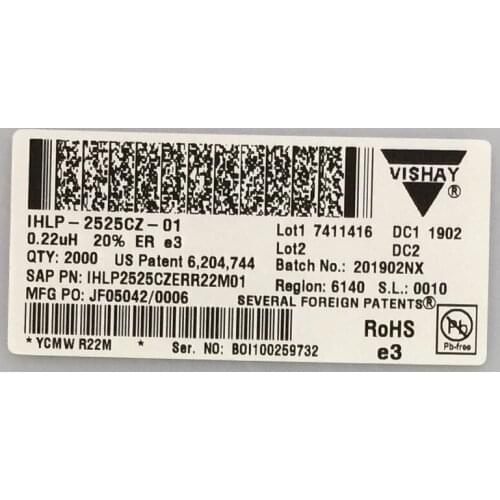 VISHAY ®
IHLP-2525CZ-01
0.22uH 20% ER e3
QTY: 2000 US Patent 6,204,744
SAP PN: IHLP2525CZERR22M01
MFG PO: JF05042/0006
Lot1 7411416 DC1 1902
Lot2 DC2
Batch No.: 201902NX
Region: 6140 S.L.: 0010
SEVERAL FOREIGN PATENTS®
RoHS
e3
Pb
Pb-free
*YCMW R22M Ser. NO: BOI100259732